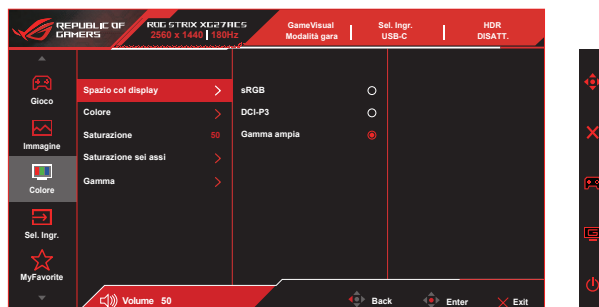 REPUBLIC OF
GAMERS
ROG STRIX XG27ACS
2560 x 1440 180Hz
GameVisual
Modalità gara
Sel. Ingr.
USB-C
HDR
DISATT.
Gioco
Immagine
Colore
Sel. Ingr.
MyFavorite
Spazio col display
Colore
Saturazione 50
Saturazione sei assi
Gamma
sRGB
DCI-P3
Gamma ampia
Volume 50
Back
Enter
Exit